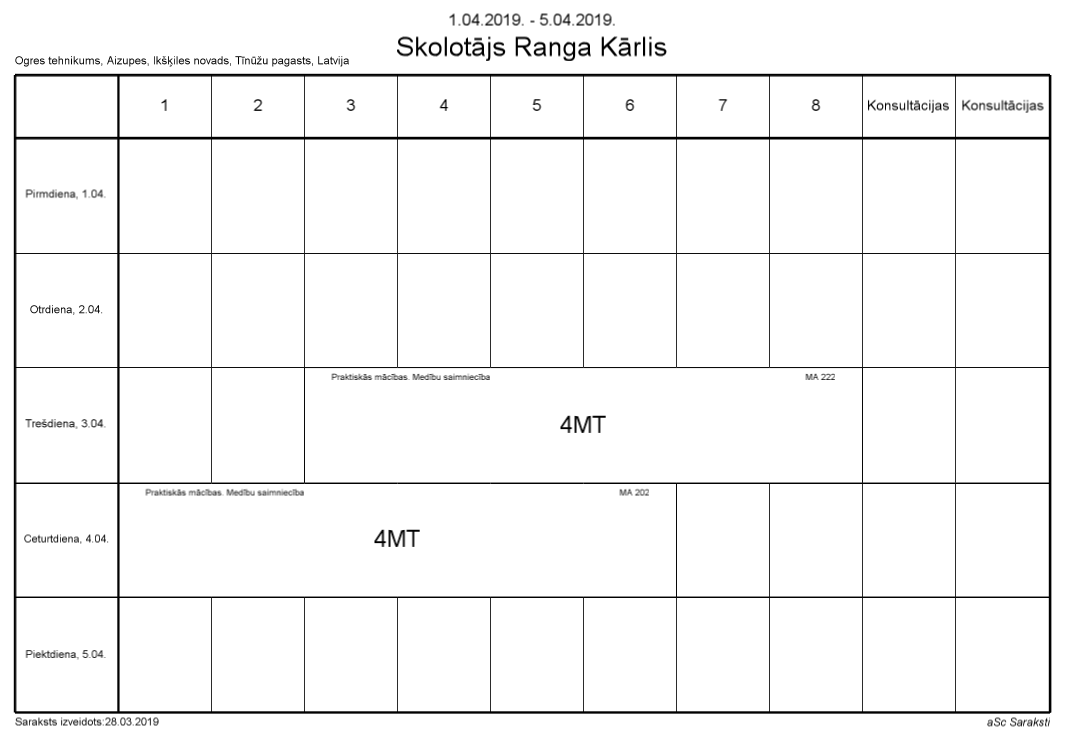 1.04.2019. - 5.04.2019.
Skolotājs Ranga Kārlis
Ogres tehnikums, Aizupes, Ikšķiles novads, Tīnūžu pagasts, Latvija
1 2 3 4 5 6 7 8 Konsultācijas Konsultācijas
Pirmdiena, 1.04.
Otrdiena, 2.04.
Praktiskās mācības. Medību saimniecība MA 222
Trešdiena, 3.04. 4MT
Praktiskās mācības. Medību saimniecība MA 202
Ceturtdiena, 4.04. 4MT
Piektdiena, 5.04.
Saraksts izveidots:28.03.2019 aSc Saraksti